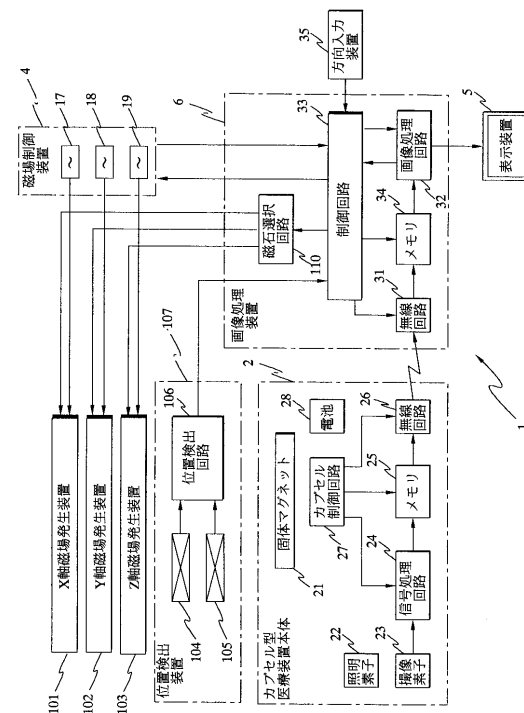 4
磁場制御
装置
17
～
18
～
19
～
X軸磁場発生装置
Y軸磁場発生装置
Z軸磁場発生装置
101
102
103
107
106
位置検出
回路
104
105
位置検出
装置
6
35
方向入力
装置
33
制御回路
磁石選択
回路
110
画像処理
装置
34
画像処理
回路
32
メモリ
31
無線
回路
5
表示装置
2
28
電池
固体マグネット
21
カプセル
制御回路
27
26
無線
回路
25
メモリ
24
信号処理
回路
22
照明
素子
23
撮像
素子
カプセル型
医療装置本体
1